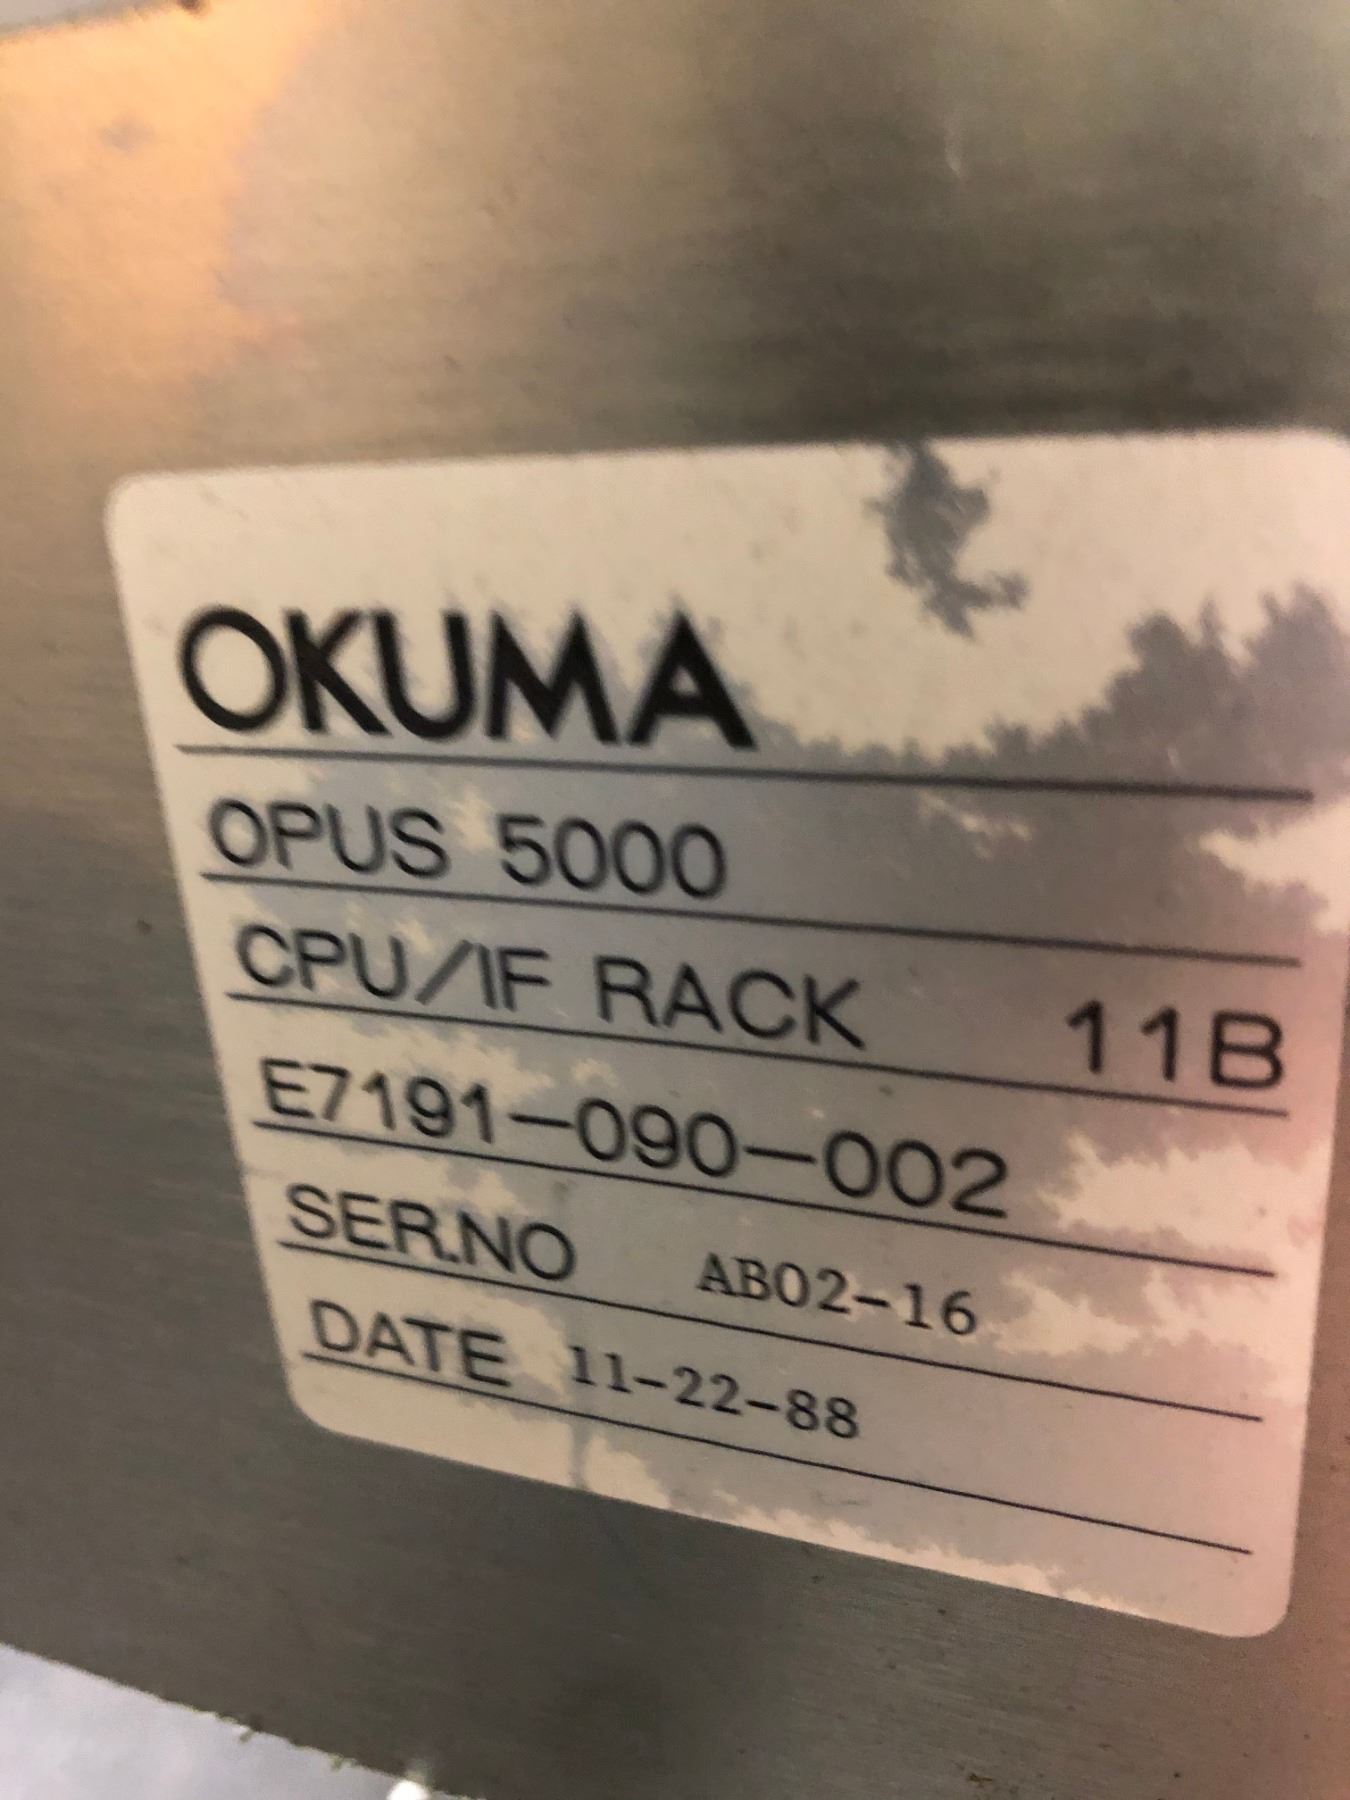 OKUMA
OPUS 5000
CPU/IF RACK 11B
E7191-090-002
SER.NO AB02-16
DATE 11-22-88